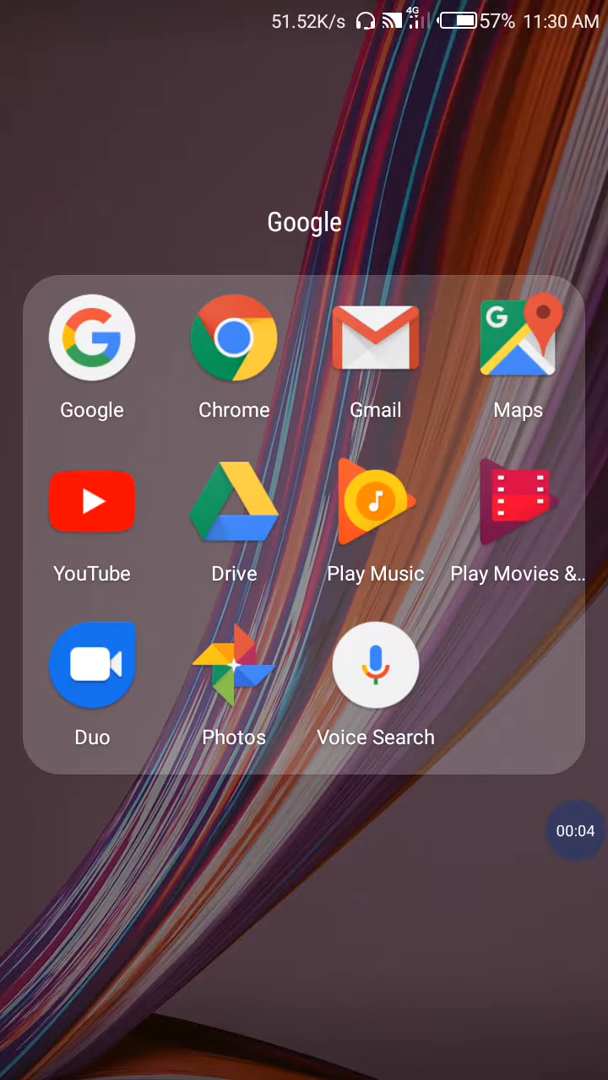 51.52K/s 4G 57% 11:30 AM
Google
G
Google Chrome Gmail Maps
YouTube Drive Play Music Play Movies &..
Duo Photos Voice Search
00:04